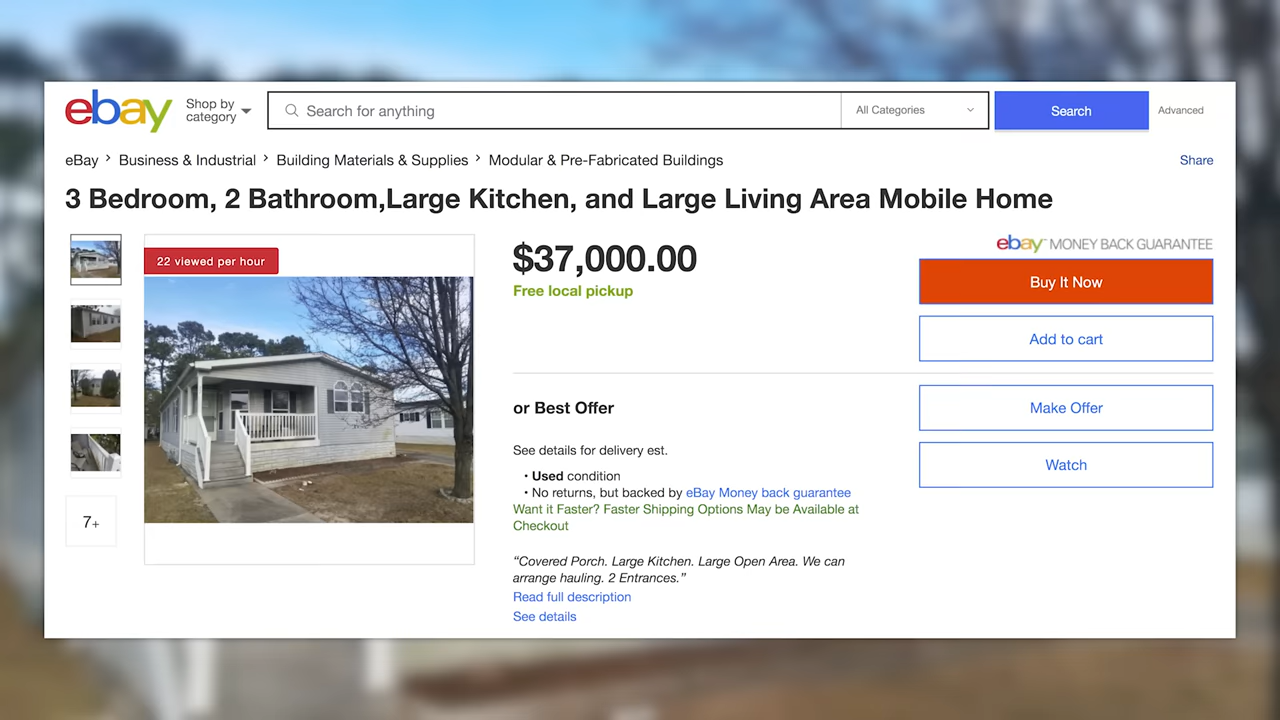 ebay
Shop by
category
Search for anything
All Categories
Search
Advanced
eBay > Business & Industrial > Building Materials & Supplies > Modular & Pre-Fabricated Buildings
Share
3 Bedroom, 2 Bathroom,Large Kitchen, and Large Living Area Mobile Home
22 viewed per hour
7+
$37,000.00
Free local pickup
or Best Offer
See details for delivery est.
• Used condition
• No returns, but backed by eBay Money back guarantee
Want it Faster? Faster Shipping Options May be Available at
Checkout
“Covered Porch. Large Kitchen. Large Open Area. We can
arrange hauling. 2 Entrances.”
Read full description
See details
ebay™ MONEY BACK GUARANTEE
Buy It Now
Add to cart
Make Offer
Watch